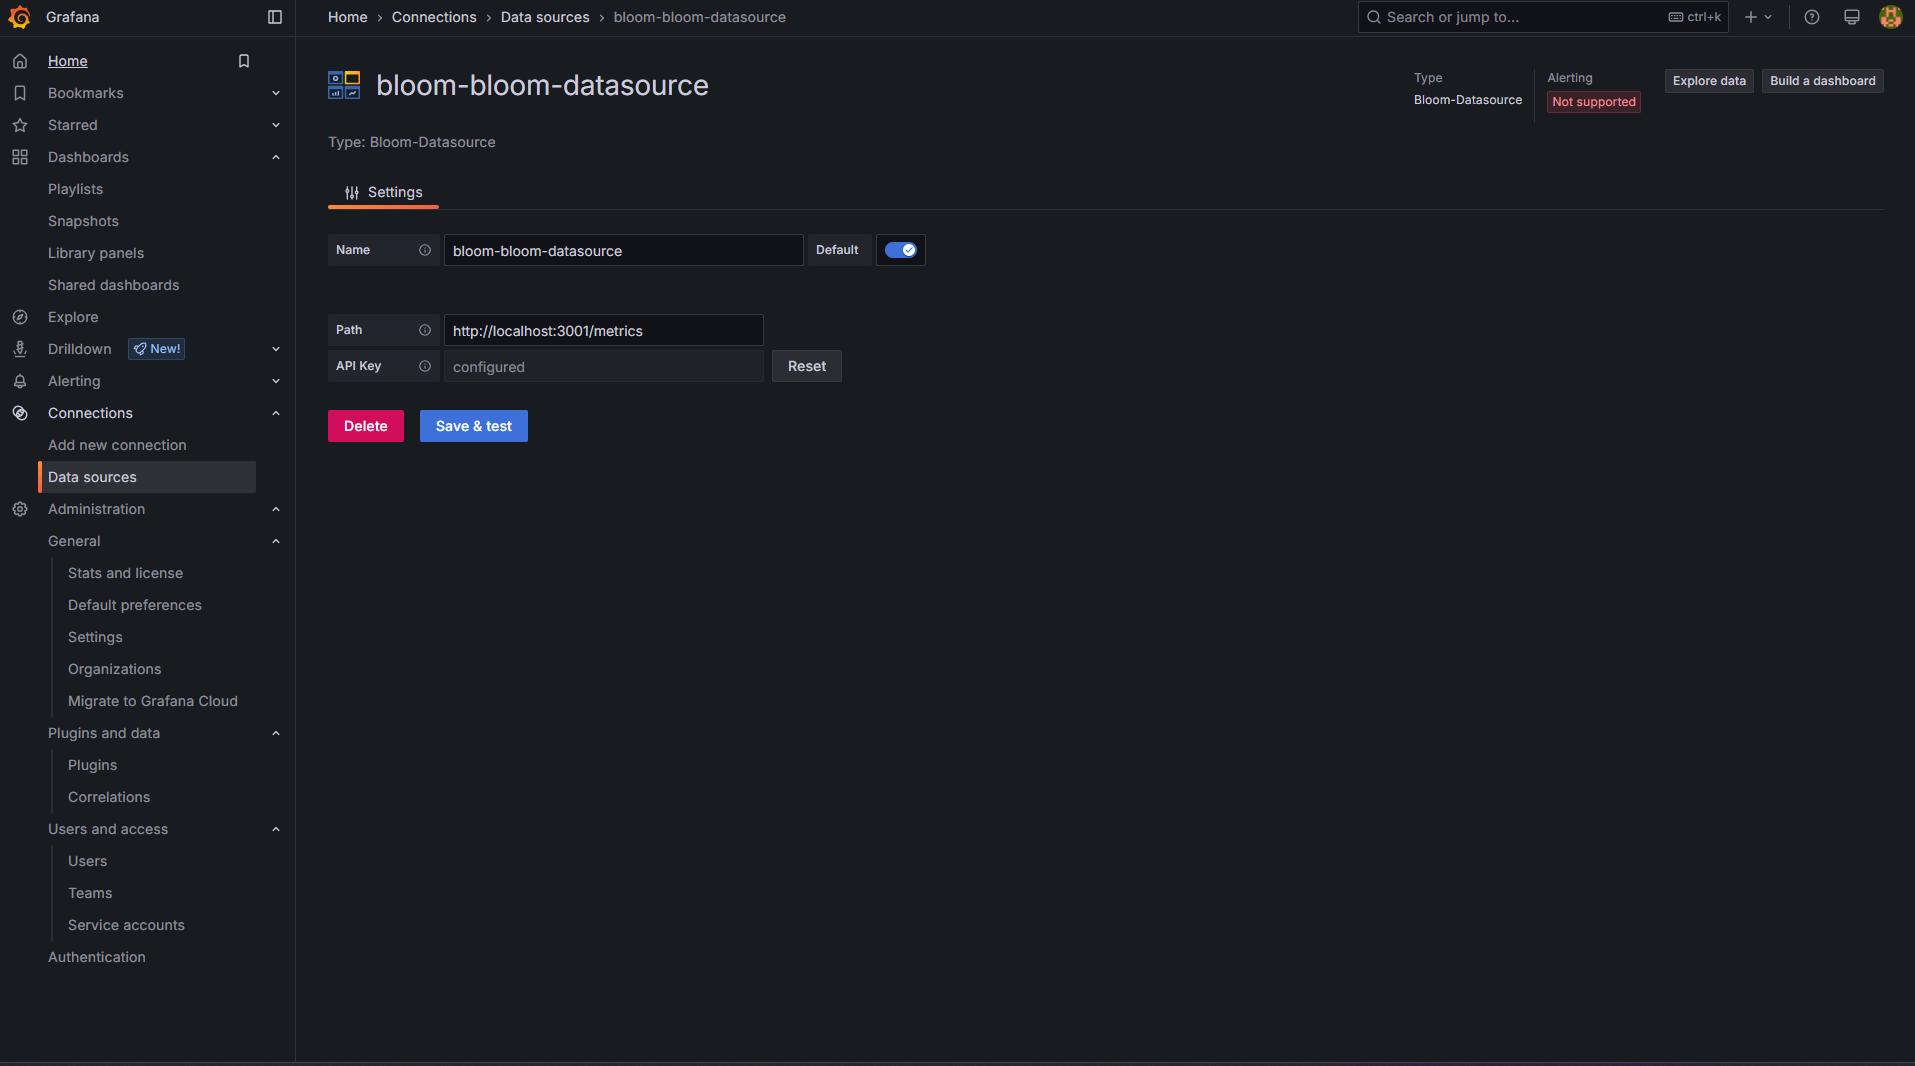 Grafana
Home › Connections › Data sources › bloom-bloom-datasource
Search or jump to...
ctrl+k
Home
Bookmarks
Starred
Dashboards
Playlists
Snapshots
Library panels
Shared dashboards
Explore
Drilldown
New!
Alerting
Connections
Add new connection
Data sources
Administration
General
Stats and license
Default preferences
Settings
Organizations
Migrate to Grafana Cloud
Plugins and data
Plugins
Correlations
Users and access
Users
Teams
Service accounts
Authentication
bloom-bloom-datasource
Type
Bloom-Datasource
Alerting
Not supported
Explore data
Build a dashboard
Type: Bloom-Datasource
Settings
Name
bloom-bloom-datasource
Default
Path
http://localhost:3001/metrics
API Key
configured
Reset
Delete
Save & test